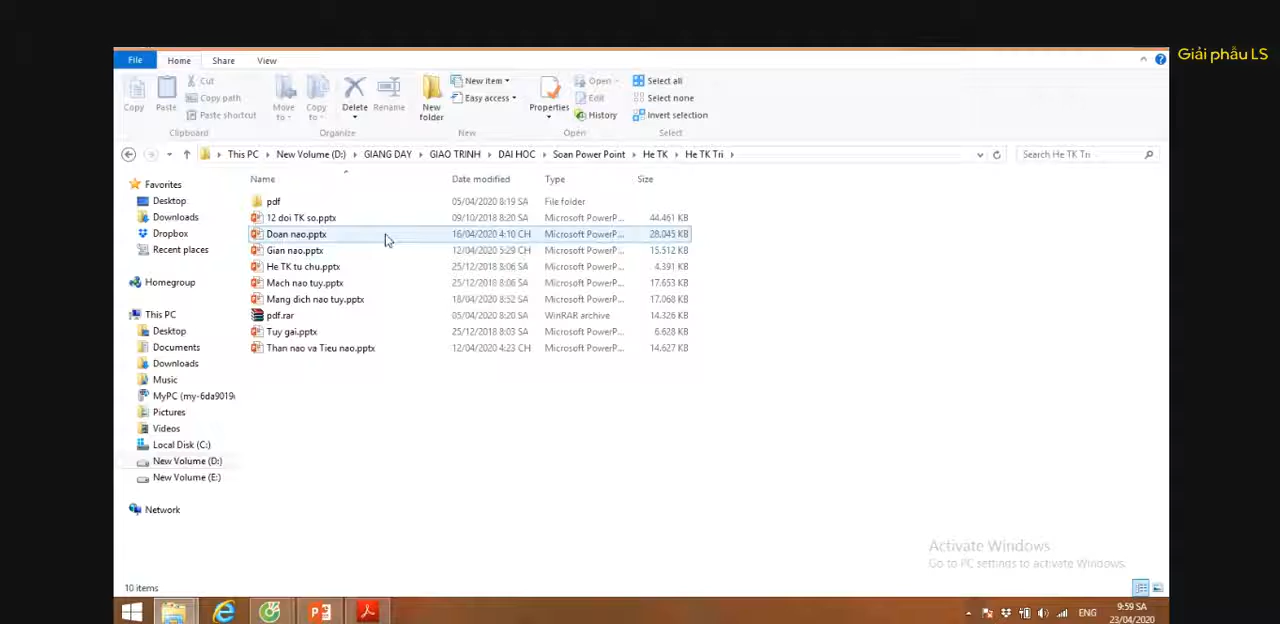 Giải phẫu LS
File Home Share View
Copy
Paste
Cut
Copy path
Paste shortcut
Clipboard
Move to
Copy to
Delete
Rename
Organize
New folder
New item
Easy access
New
Properties
Open
Edit
History
Open
Select all
Select none
Invert selection
Select
This PC New Volume (D:) GIANG DAY GIAO TRINH DAI HOC Soan Power Point He TK He TK Tri
Search He TK Tri
Favorites
Desktop
Downloads
Dropbox
Recent places
Homegroup
This PC
Desktop
Documents
Downloads
Music
MyPC (my-6da9019
Pictures
Videos
Local Disk (C:)
New Volume (D:)
New Volume (E:)
Network
Name Date modified Type Size
pdf 05/04/2020 8:19 SA File folder
12 doi TK so.pptx 09/10/2018 8:20 SA Microsoft PowerP... 44.461 KB
Doan nao.pptx 16/04/2020 4:10 CH Microsoft PowerP... 28.045 KB
Gian nao.pptx 12/04/2020 5:29 CH Microsoft PowerP... 15.512 KB
He TK tu chu.pptx 25/12/2018 8:06 SA Microsoft PowerP... 4.391 KB
Mach nao tuy.pptx 25/12/2018 8:06 SA Microsoft PowerP... 17.653 KB
Mang dich nao tuy.pptx 18/04/2020 8:52 SA Microsoft PowerP... 17.068 KB
pdf.rar 05/04/2020 8:20 SA WinRAR archive 14.326 KB
Tuy gai.pptx 25/12/2018 8:03 SA Microsoft PowerP... 6.628 KB
Than nao va Tieu nao.pptx 12/04/2020 4:23 CH Microsoft PowerP... 14.627 KB
Activate Windows
Go to PC settings to activate Windows.
10 items
ENG
9:59 SA
23/04/2020